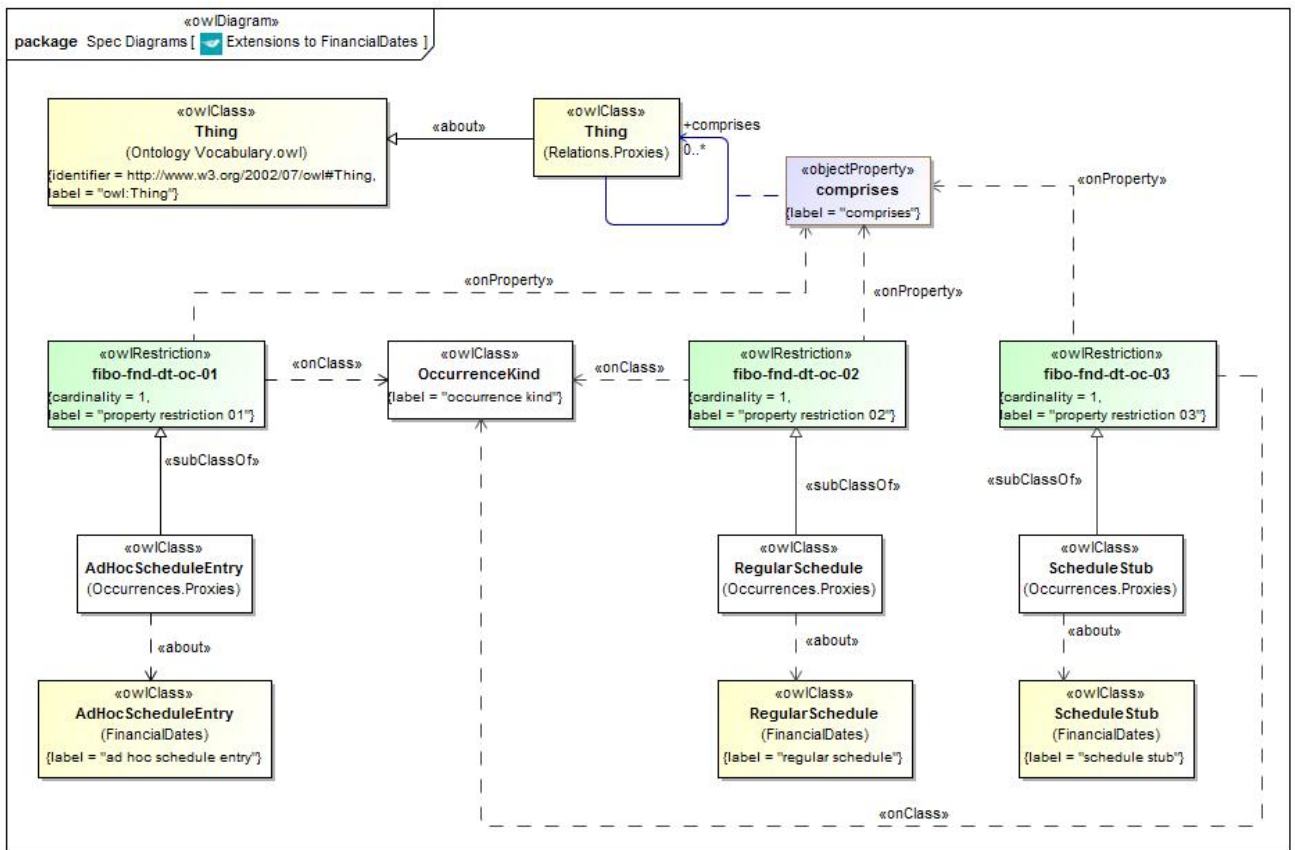 «owlDiagram»
package Spec Diagrams [ Extensions to FinancialDates ]
«owlClass»
Thing
(Ontology Vocabulary.owl)
{identifier = http://www.w3.org/2002/07/owl#Thing,
label = "owl:Thing"}
«about»
«owlClass»
Thing
(Relations.Proxies)
+comprises
0..*
«objectProperty»
comprises
{label = "comprises"}
«onProperty»
«onProperty»
«onProperty»
«owlRestriction»
fibo-fnd-dt-oc-01
{cardinality = 1,
label = "property restriction 01"}
«onClass»
«owlClass»
OccurrenceKind
{label = "occurrence kind"}
«onClass»
«owlRestriction»
fibo-fnd-dt-oc-02
{cardinality = 1,
label = "property restriction 02"}
«owlRestriction»
fibo-fnd-dt-oc-03
{cardinality = 1,
label = "property restriction 03"}
«subClassOf»
«subClassOf»
«subClassOf»
«owlClass»
AdHocScheduleEntry
(Occurrences.Proxies)
«owlClass»
RegularSchedule
(Occurrences.Proxies)
«owlClass»
ScheduleStub
(Occurrences.Proxies)
«about»
«about»
«about»
«owlClass»
AdHocScheduleEntry
(FinancialDates)
{label = "ad hoc schedule entry"}
«owlClass»
RegularSchedule
(FinancialDates)
{label = "regular schedule"}
«owlClass»
ScheduleStub
(FinancialDates)
{label = "schedule stub"}
«onClass»